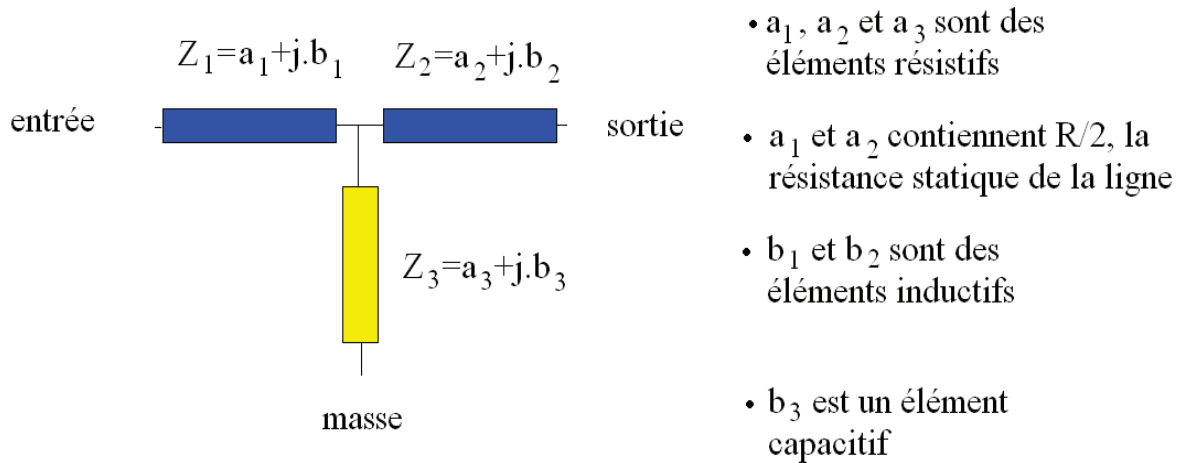 Z1=a1+j.b1
Z2=a2+j.b2
entrée
sortie
Z3=a3+j.b3
masse
• a1, a2 et a3 sont des
éléments résistifs
• a1 et a2 contiennent R/2, la
résistance statique de la ligne
• b1 et b2 sont des
éléments inductifs
• b3 est un élément
capacitif